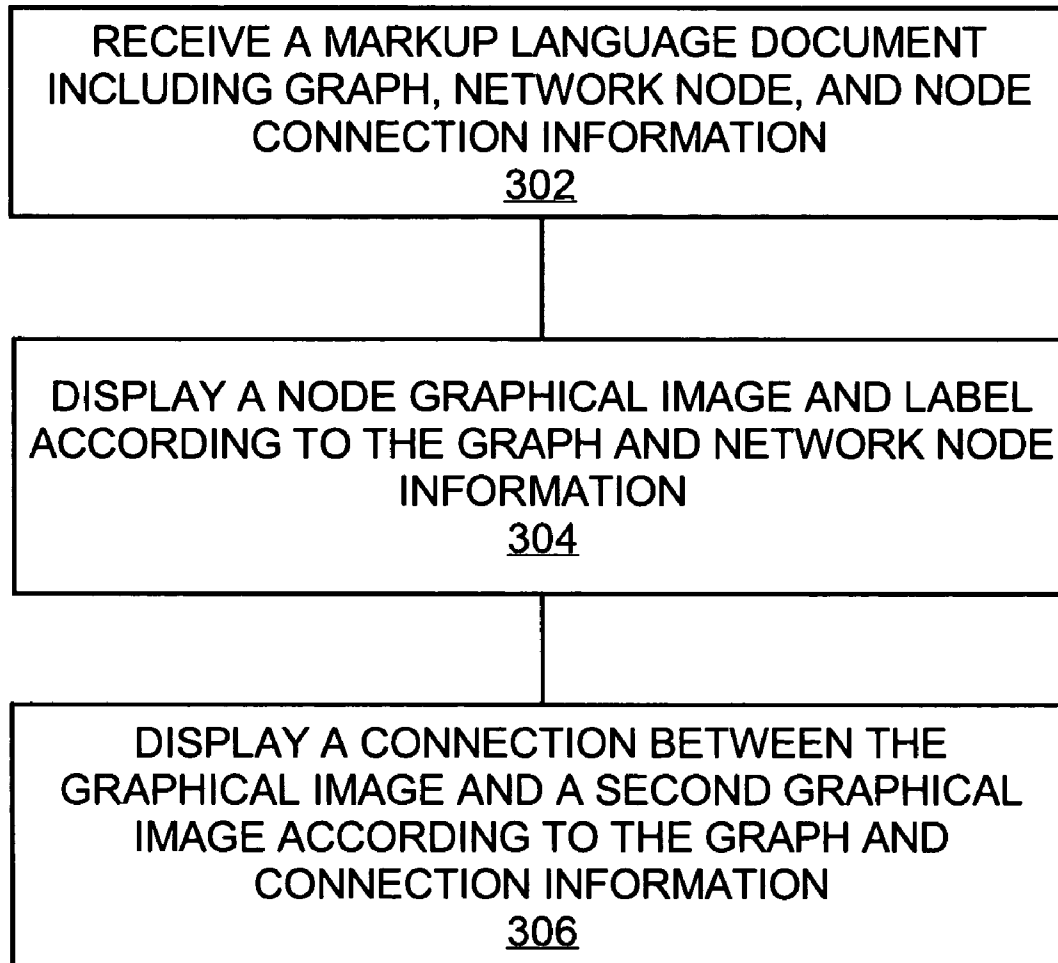 RECEIVE A MARKUP LANGUAGE DOCUMENT
INCLUDING GRAPH, NETWORK NODE, AND NODE
CONNECTION INFORMATION
302
DISPLAY A NODE GRAPHICAL IMAGE AND LABEL
ACCORDING TO THE GRAPH AND NETWORK NODE
INFORMATION
304
DISPLAY A CONNECTION BETWEEN THE
GRAPHICAL IMAGE AND A SECOND GRAPHICAL
IMAGE ACCORDING TO THE GRAPH AND
CONNECTION INFORMATION
306